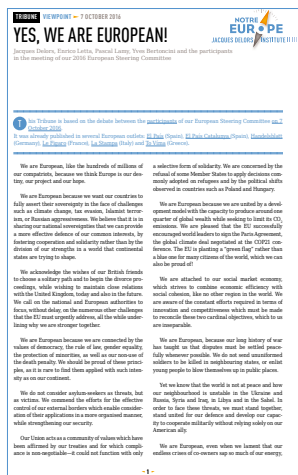 TRIBUNE VIEWPOINT – 7 OCTOBER 2016
NOTRE
EUROPE
JACQUES DELORS INSTITUTE
YES, WE ARE EUROPEAN!
Jacques Delors, Enrico Letta, Pascal Lamy, Yves Bertoncini and the participants
in the meeting of our 2016 European Steering Committee
This Tribune is based on the debate between the participants of our European Steering Committee on 7
October 2016.
It was already published in several European outlets: El País (Spain), El País Catalunya (Spain), Handelsblatt
(Germany), Le Figaro (France), La Stampa (Italy) and To Vima (Greece).
We are European, like the hundreds of millions of
our compatriots, because we think Europe is our des-
tiny, our project and our hope.
We are European because we want our countries to
fully assert their sovereignty in the face of challenges
such as climate change, tax evasion, Islamist terror-
ism, or Russian aggressiveness. We believe that it is in
sharing our national sovereignties that we can provide
a more effective defence of our common interests, by
fostering cooperation and solidarity rather than by the
division of our strengths in a world that continental
states are trying to shape.
We acknowledge the wishes of our British friends
to choose a solitary path and to begin the divorce pro-
ceedings, while wishing to maintain close relations
with the United Kingdom, today and also in the future.
We call on the national and European authorities to
focus, without delay, on the numerous other challenges
that the EU must urgently address, all the while under-
lining why we are stronger together.
We are European because we are connected by the
values of democracy, the rule of law, gender equality,
the protection of minorities, as well as our non-use of
the death penalty. We should be proud of these princi-
ples, as it is rare to find them applied with such inten-
sity as on our continent.
We do not consider asylum-seekers as threats, but
as victims. We commend the efforts for the effective
control of our external borders which enable consider-
ation of their applications in a more organised manner,
while strengthening our security.
Our Union acts as a community of values which have
been affirmed by our treaties and for which compli-
ance is non-negotiable—it could not function with only
a selective form of solidarity. We are concerned by the
refusal of some Member States to apply decisions com-
monly adopted on refugees and by the political shifts
observed in countries such as Poland and Hungary.
We are European because we are united by a devel-
opment model with the capacity to produce around one
quarter of global wealth while seeking to limit its CO2
emissions. We are pleased that the EU successfully
encouraged world leaders to sign the Paris Agreement,
the global climate deal negotiated at the COP21 con-
ference. The EU is planting a "green flag" rather than
a blue one for many citizens of the world, which we can
also be proud of!
We are attached to our social market economy,
which strives to combine economic efficiency with
social cohesion, like no other region in the world. We
are aware of the constant efforts required in terms of
innovation and competitiveness which must be made
to reconcile these two cardinal objectives, which to us
are inseparable.
We are European, because our long history of war
has taught us that disputes must be settled peace-
fully whenever possible. We do not send ununiformed
soldiers to be killed in neighbouring states, or enlist
young people to blow themselves up in public places.
Yet we know that the world is not at peace and how
our neighbourhood is unstable in the Ukraine and
Russia, Syria and Iraq, in Libya and in the Sahel. In
order to face these threats, we must stand together,
stand united for our defence and develop our capac-
ity to cooperate militarily without relying solely on our
American ally.
We are European, even when we lament that our
endless crises of co-owners sap so much of our energy,
- 1 -